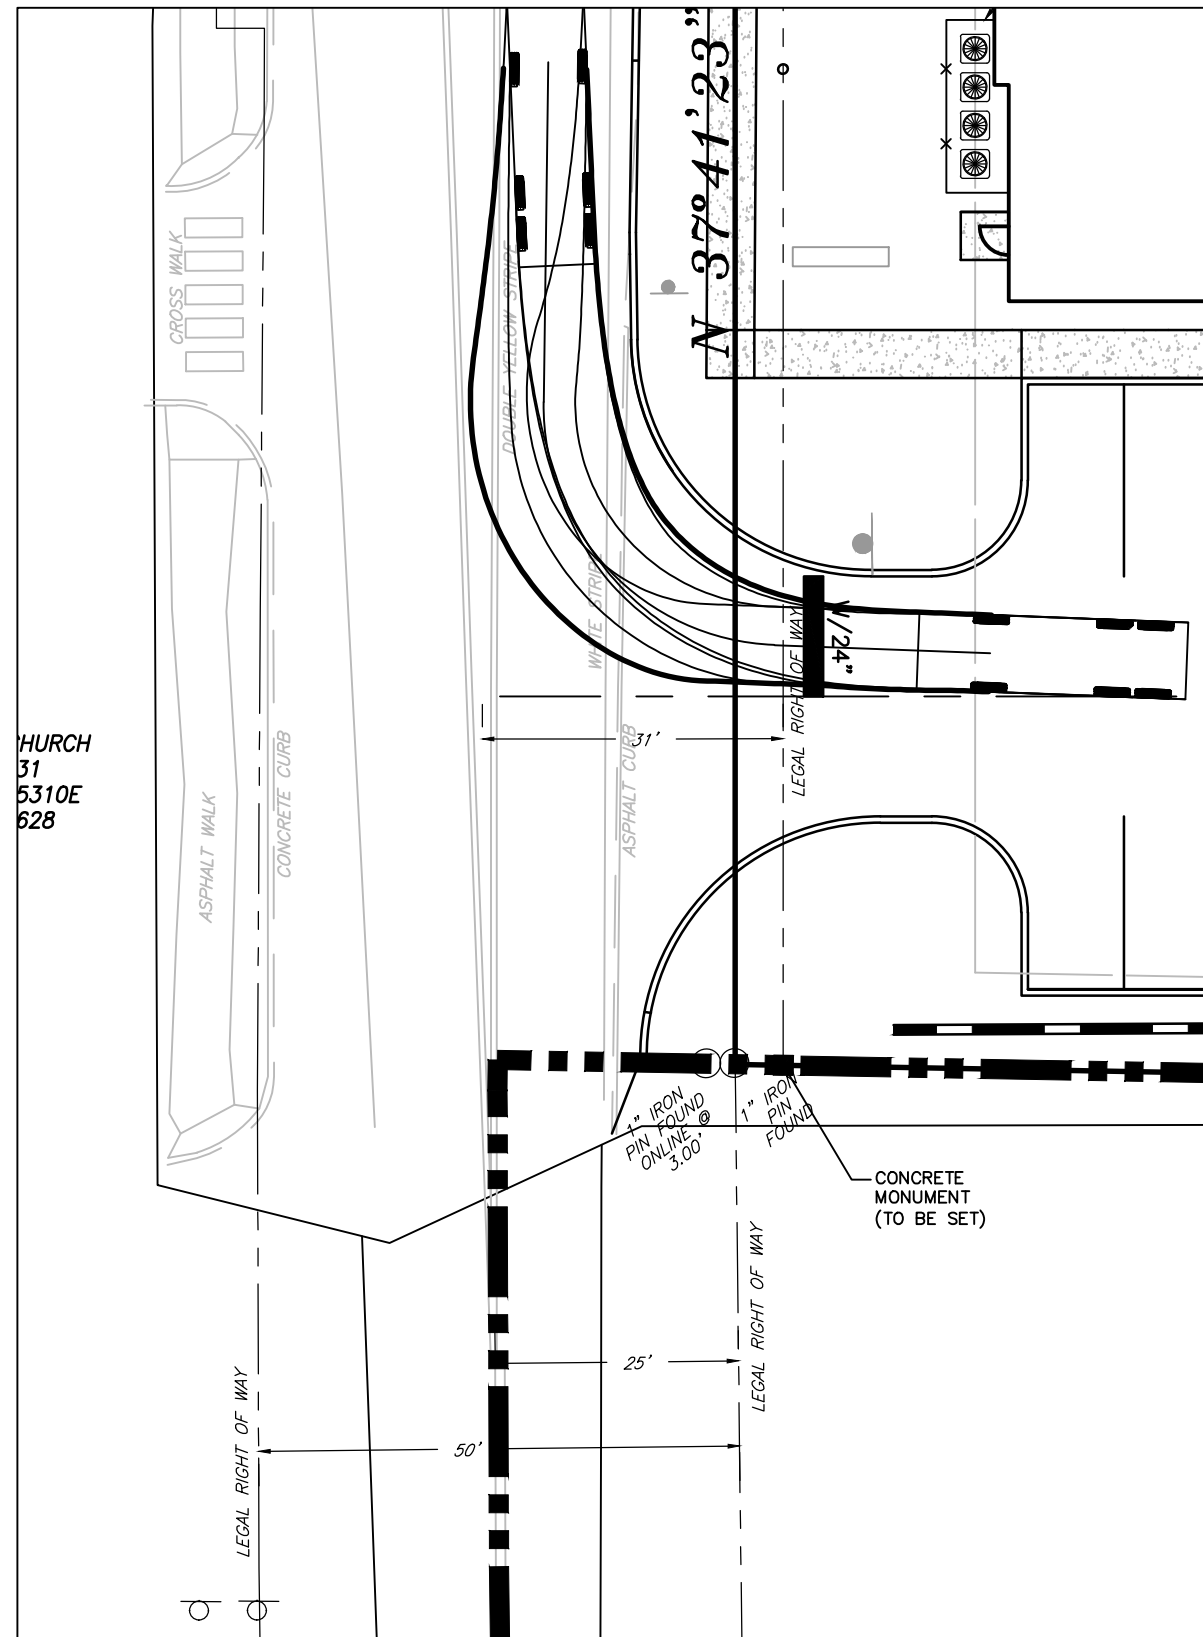 N 37°41'23"
CROSS WALK
DOUBLE YELLOW STRIPE
WHITE STRIPE
W/24"
LEGAL RIGHT OF WAY
31'
ASPHALT CURB
HURCH
31
5310E
628
CONCRETE CURB
ASPHALT WALK
1" IRON
PIN FOUND
ONLINE @
3.00'
1" IRON
PIN
FOUND
CONCRETE
MONUMENT
(TO BE SET)
LEGAL RIGHT OF WAY
25'
LEGAL RIGHT OF WAY
50'